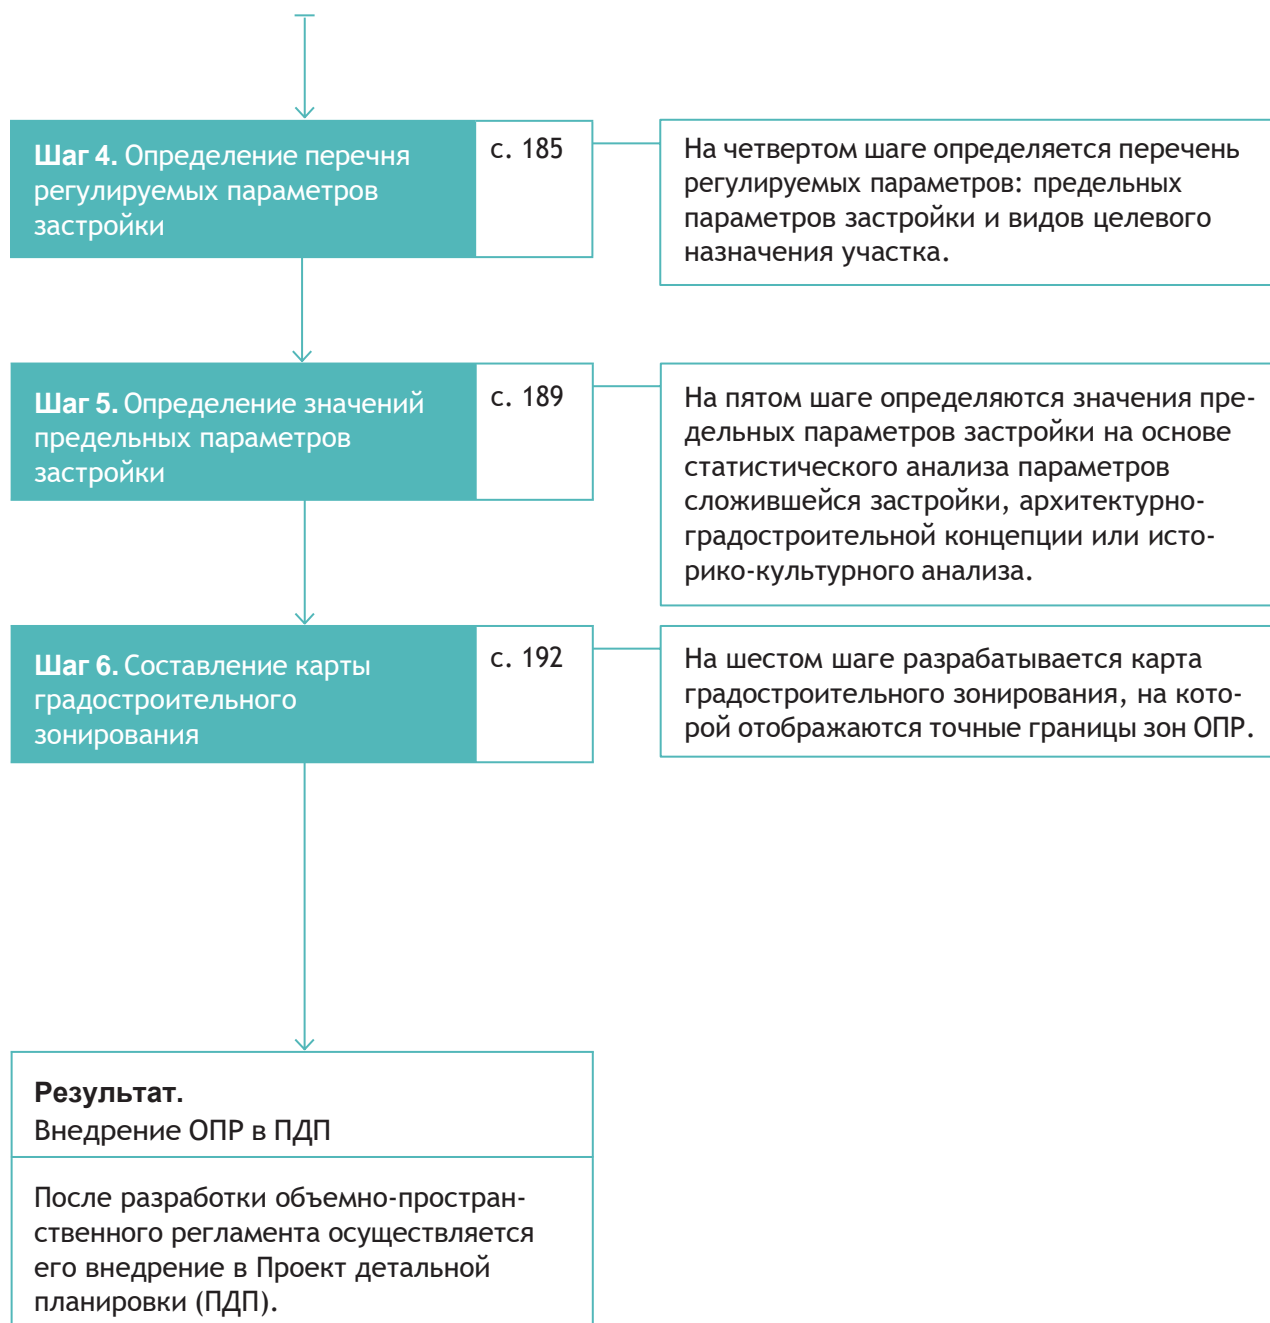 Шаг 4. Определение перечня
регулируемых параметров
застройки
с. 185
На четвертом шаге определяется перечень
регулируемых параметров: предельных
параметров застройки и видов целевого
назначения участка.
Шаг 5. Определение значений
предельных параметров
застройки
с. 189
На пятом шаге определяются значения пре-
дельных параметров застройки на основе
статистического анализа параметров
сложившейся застройки, архитектурно-
градостроительной концепции или исто-
рико-культурного анализа.
Шаг 6. Составление карты
градостроительного
зонирования
с. 192
На шестом шаге разрабатывается карта
градостроительного зонирования, на кото-
рой отображаются точные границы зон ОПР.
Результат.
Внедрение ОПР в ПДП
После разработки объемно-простран-
ственного регламента осуществляется
его внедрение в Проект детальной
планировки (ПДП).